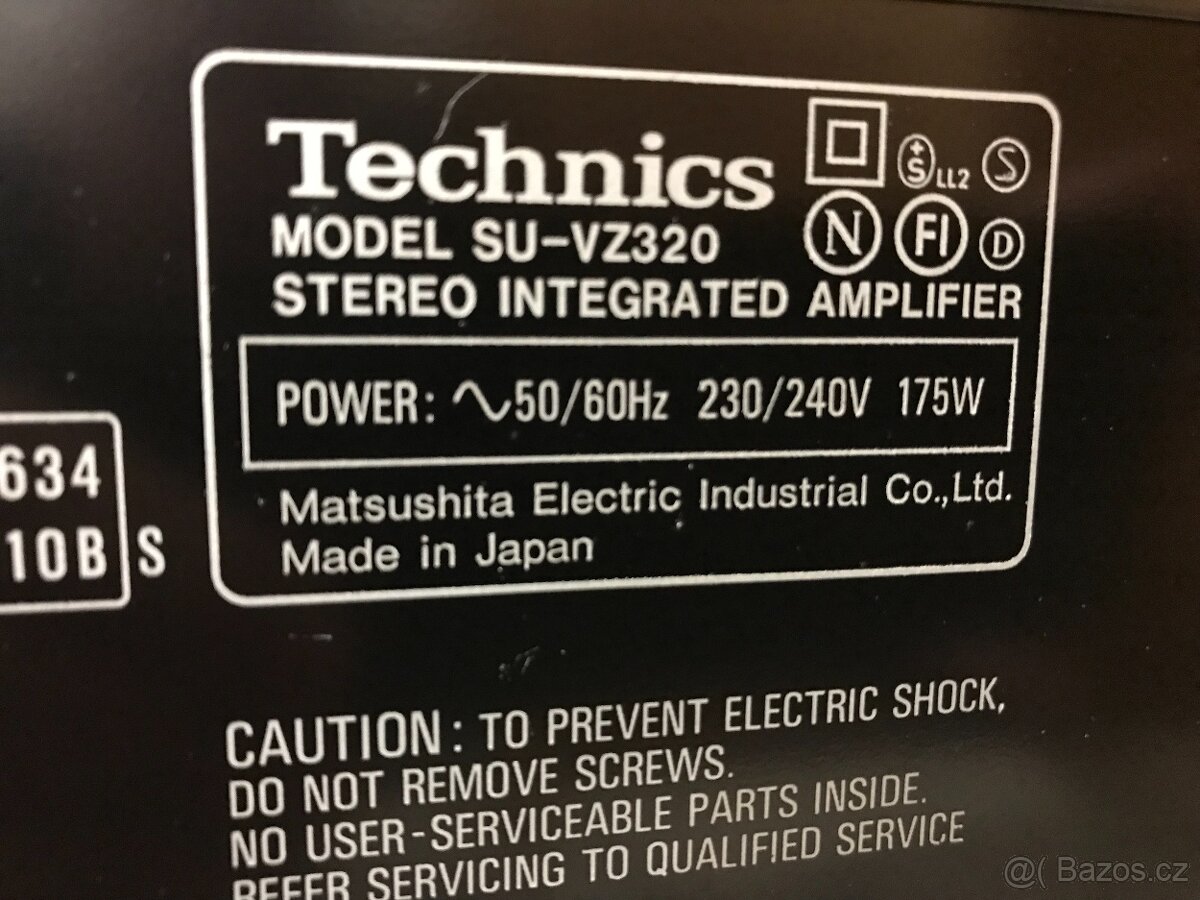 Technics
+S LL2 S
MODEL SU-VZ320
N FI D
STEREO INTEGRATED AMPLIFIER
POWER: ∿50/60Hz 230/240V 175W
634
Matsushita Electric Industrial Co.,Ltd.
10B S
Made in Japan
CAUTION: TO PREVENT ELECTRIC SHOCK,
DO NOT REMOVE SCREWS.
NO USER-SERVICEABLE PARTS INSIDE.
REFER SERVICING TO QUALIFIED SERVICE
@( Bazos.cz